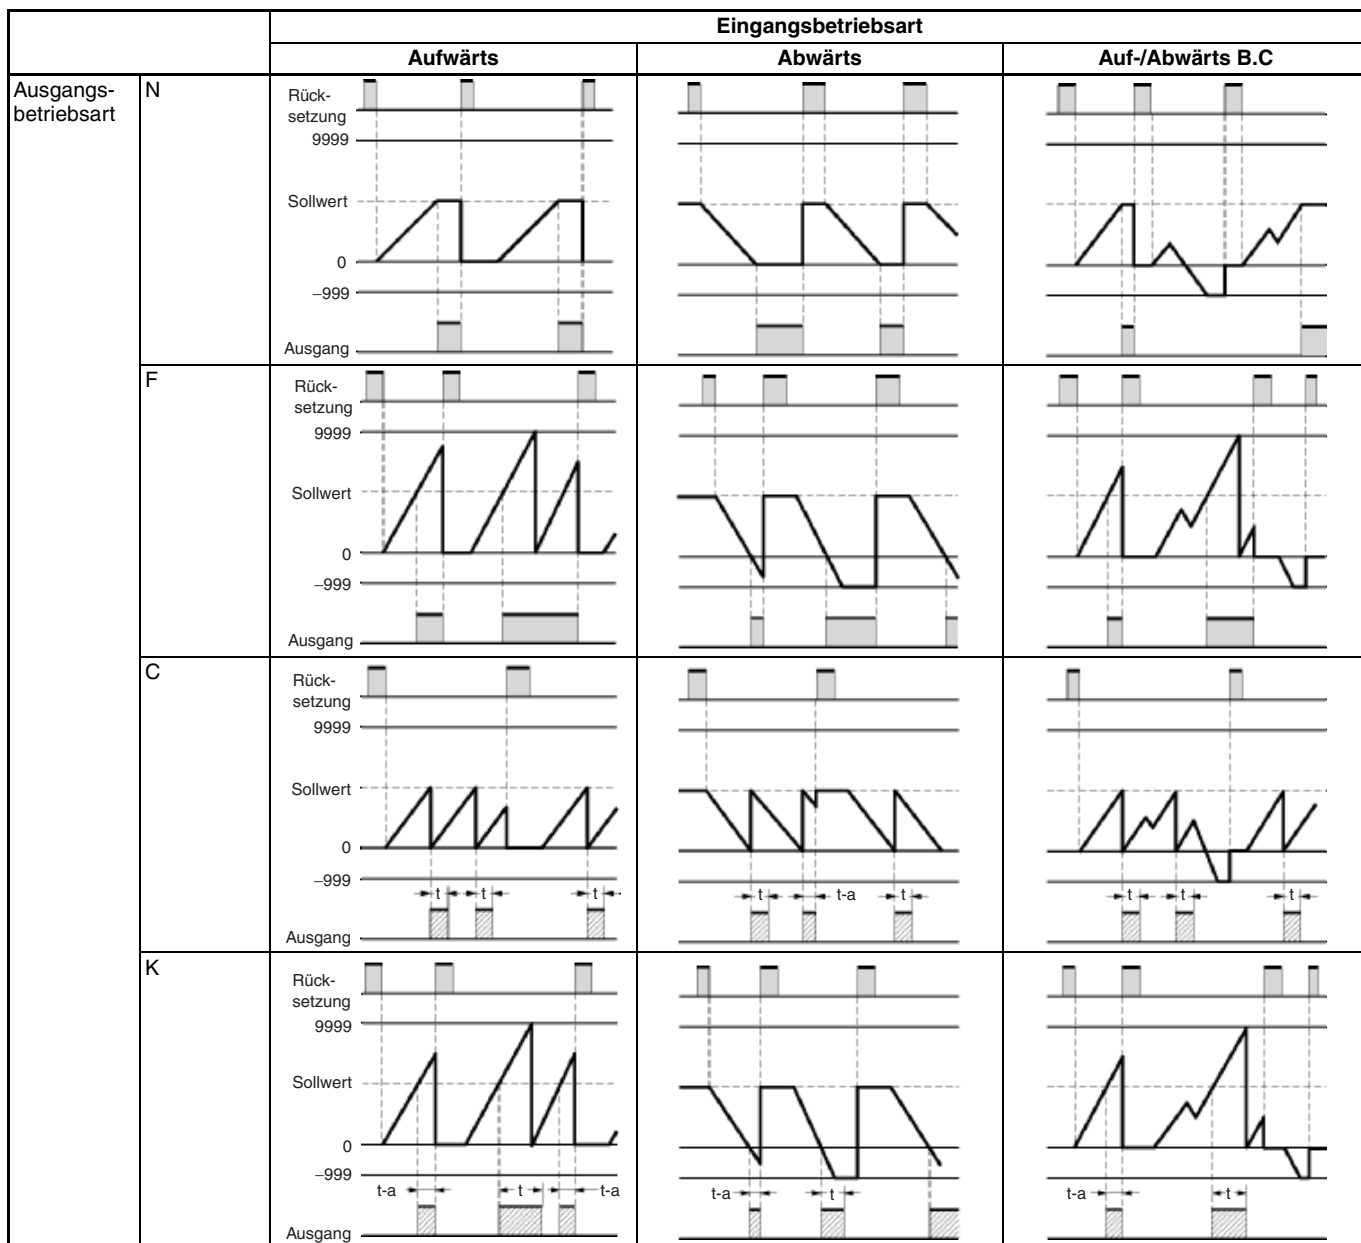 Eingangsbetriebsart
Aufwärts
Abwärts
Auf-/Abwärts B.C
Ausgangs-
betriebsart
N
Rück-
setzung
9999
Sollwert
0
–999
Ausgang
F
Rück-
setzung
9999
Sollwert
0
–999
Ausgang
C
Rück-
setzung
9999
Sollwert
0
–999
t
t
t
t
t-a
t
t
t
t
Ausgang
K
Rück-
setzung
9999
Sollwert
0
–999
t-a
t
t-a
t-a
t
t-a
t
Ausgang